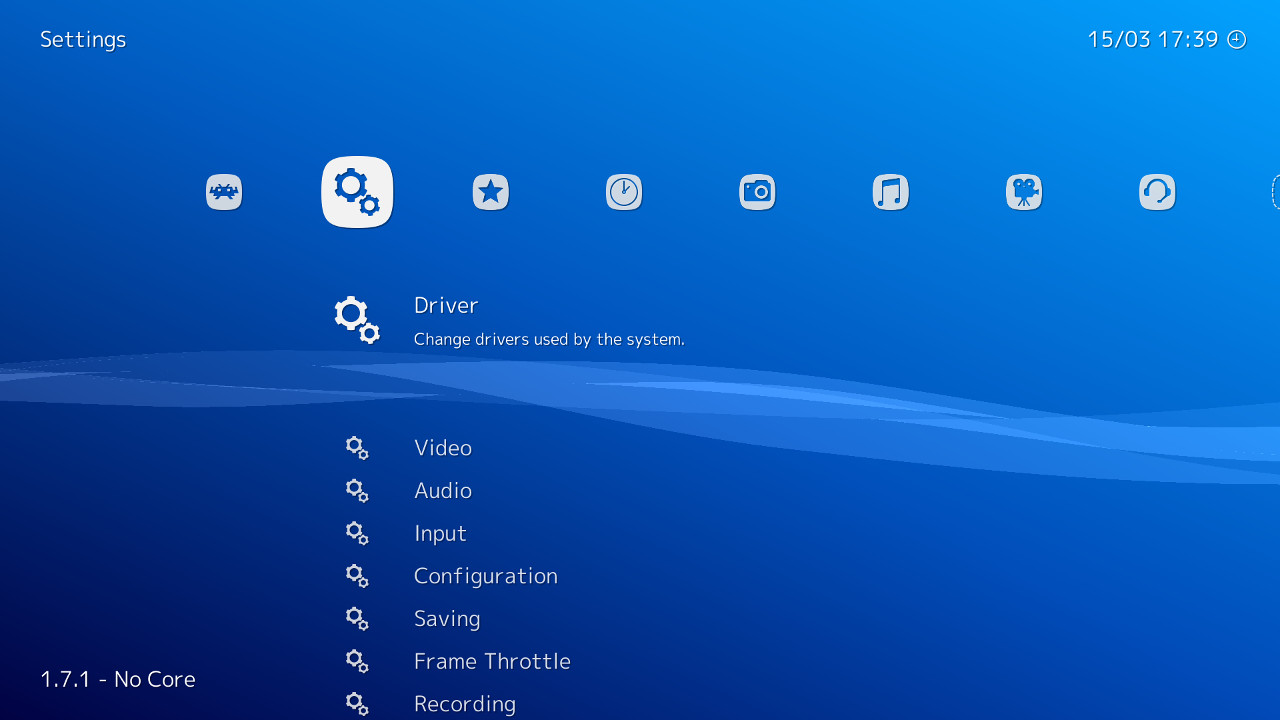 Settings
15/03 17:39
Driver
Change drivers used by the system.
Video
Audio
Input
Configuration
Saving
Frame Throttle
Recording
1.7.1 - No Core